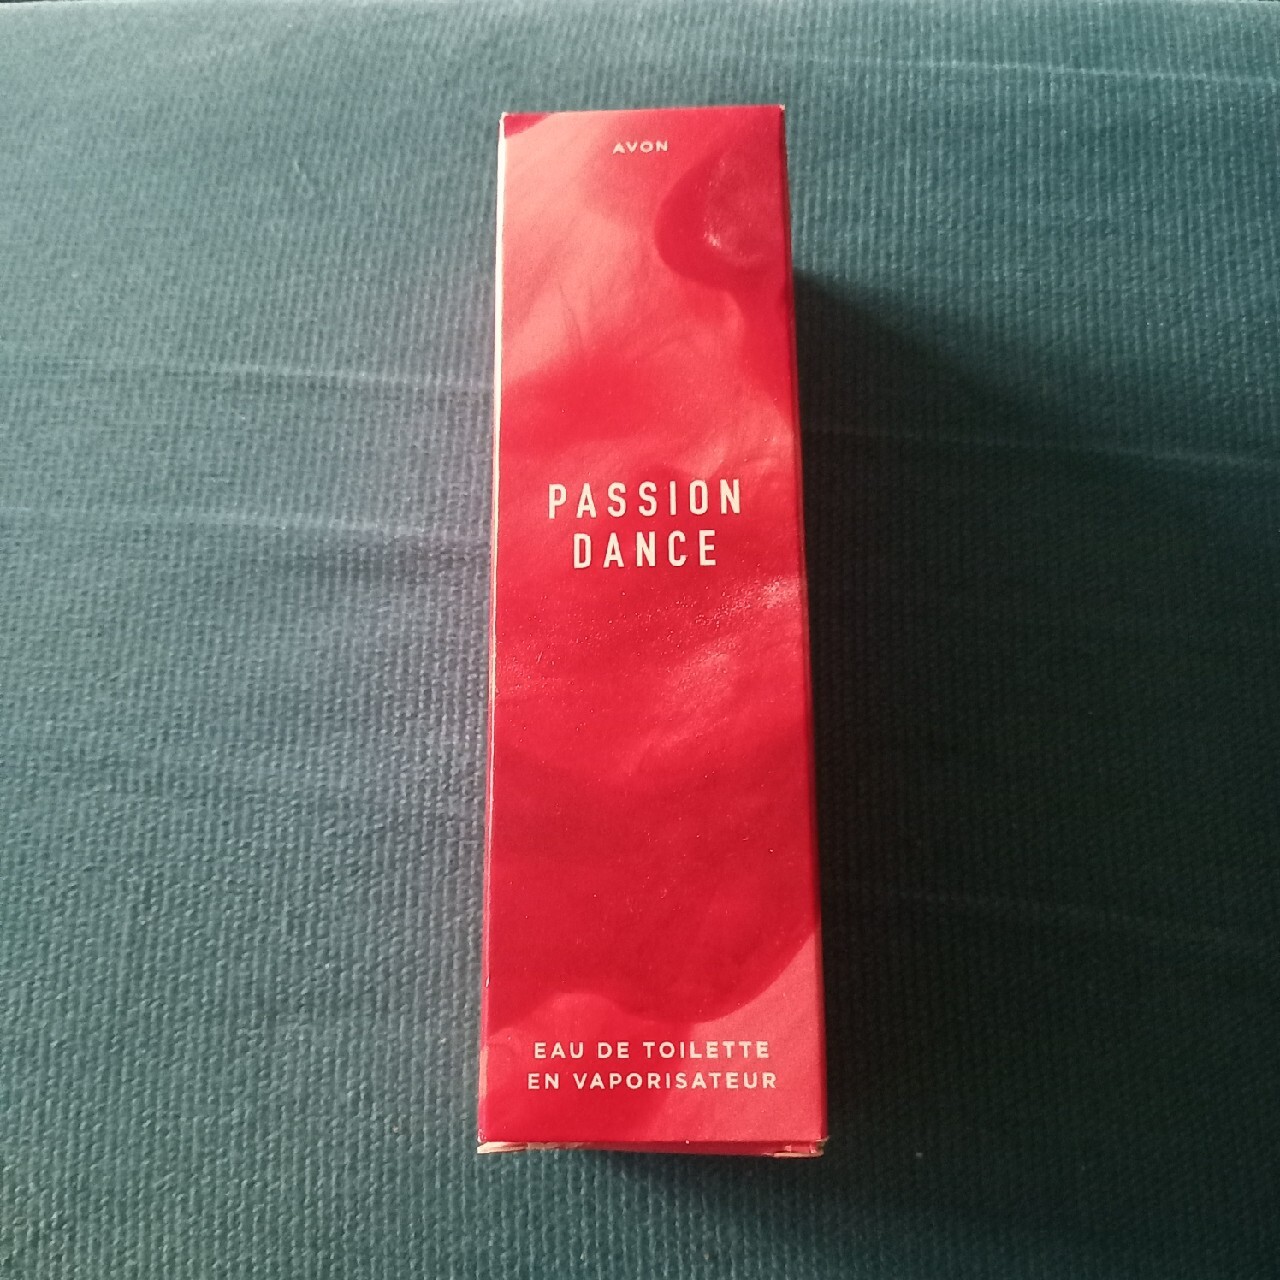 AVON
PASSION
DANCE
EAU DE TOILETTE
EN VAPORISATEUR